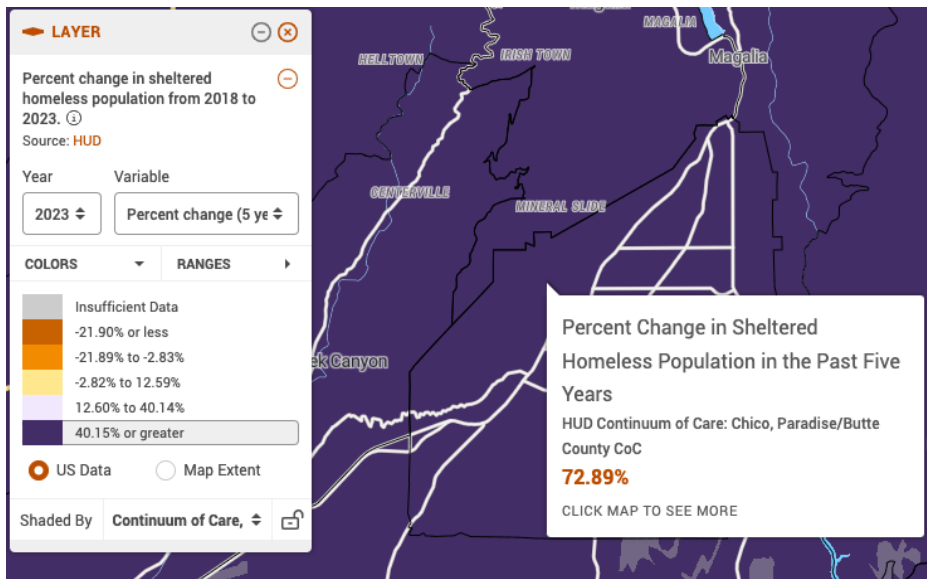 LAYER
Percent change in sheltered
homeless population from 2018 to
2023.
Source: HUD
Year
Variable
2023
Percent change (5 ye
COLORS
RANGES
Insufficient Data
-21.90% or less
-21.89% to -2.83%
-2.82% to 12.59%
12.60% to 40.14%
40.15% or greater
US Data
Map Extent
Shaded By
Continuum of Care,
MAGALIA
Magalia
HELLTOWN
IRISH TOWN
CENTERVILLE
MINERAL SLIDE
ek Canyon
Percent Change in Sheltered
Homeless Population in the Past Five
Years
HUD Continuum of Care: Chico, Paradise/Butte
County CoC
72.89%
CLICK MAP TO SEE MORE